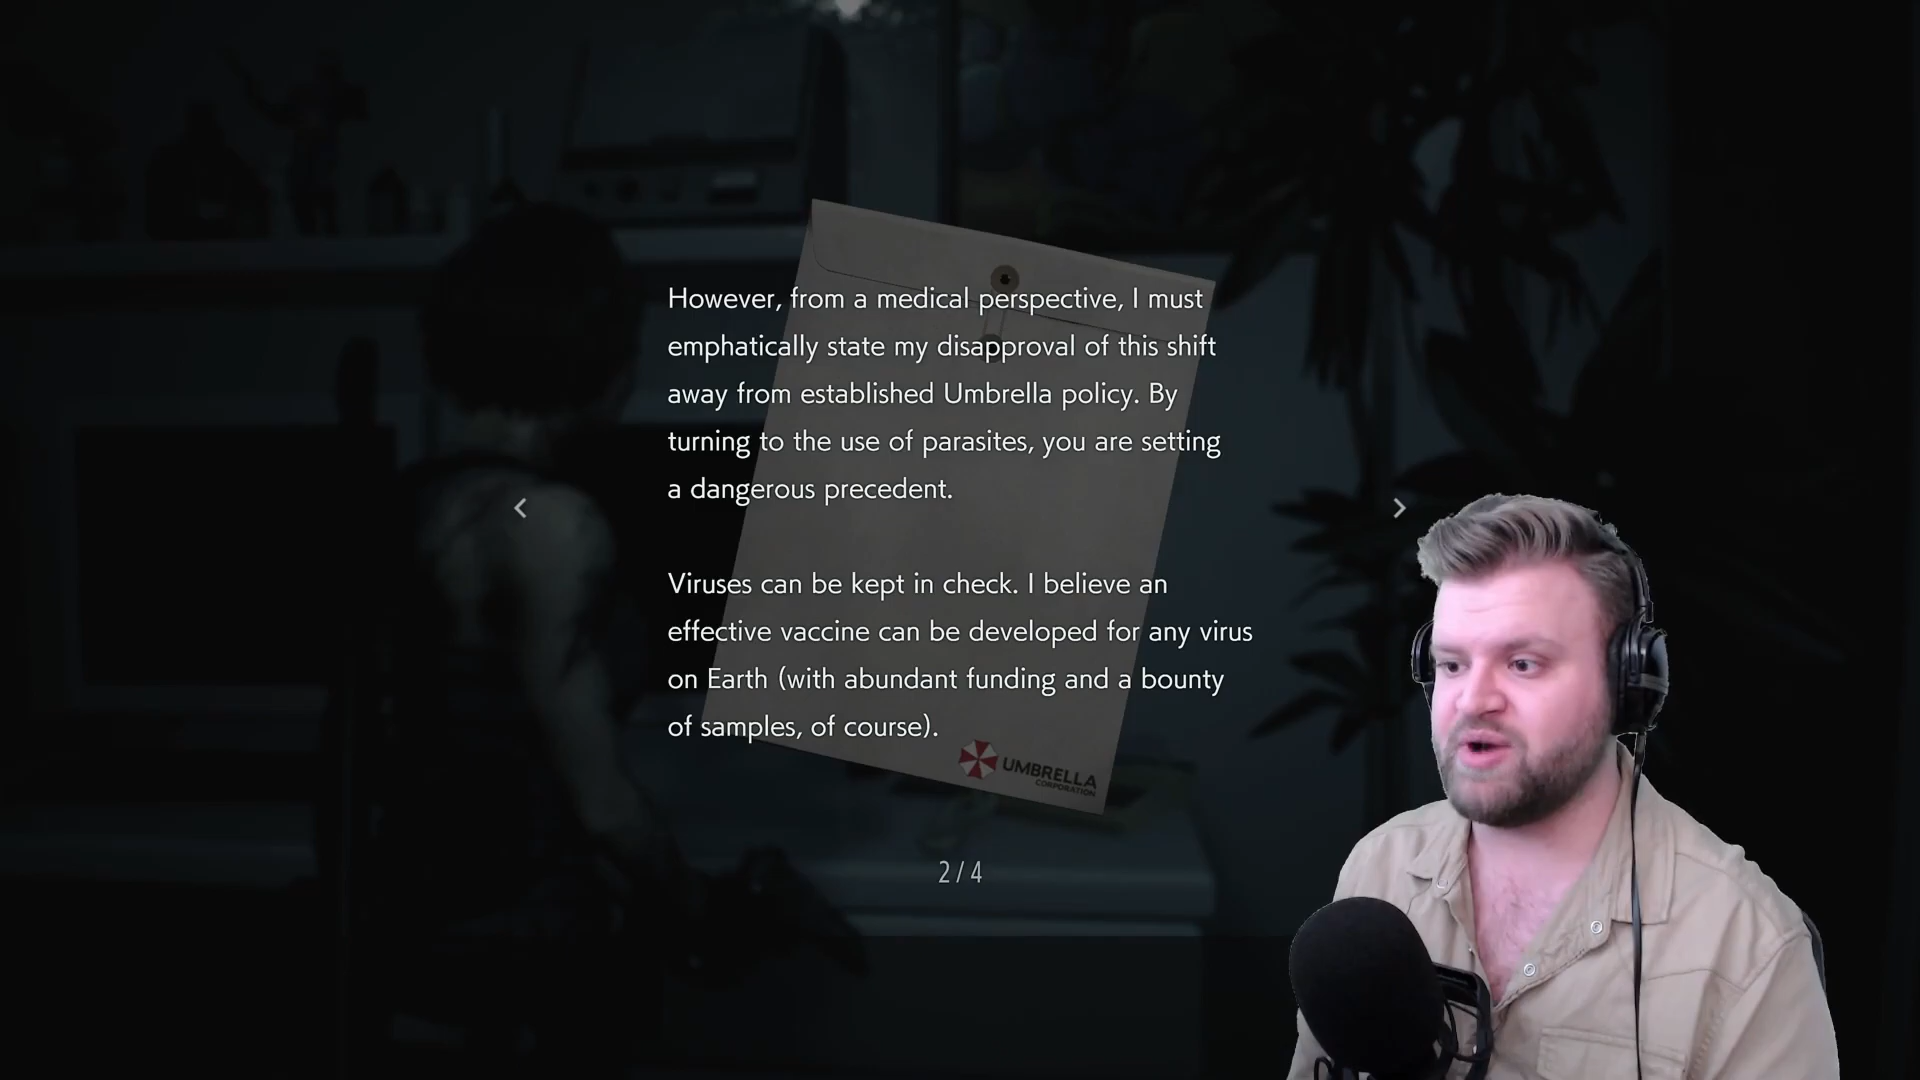 However, from a medical perspective, I must
emphatically state my disapproval of this shift
away from established Umbrella policy. By
turning to the use of parasites, you are setting
a dangerous precedent.
Viruses can be kept in check. I believe an
effective vaccine can be developed for any virus
on Earth (with abundant funding and a bounty
of samples, of course).
UMBRELLA
CORPORATION
2 / 4